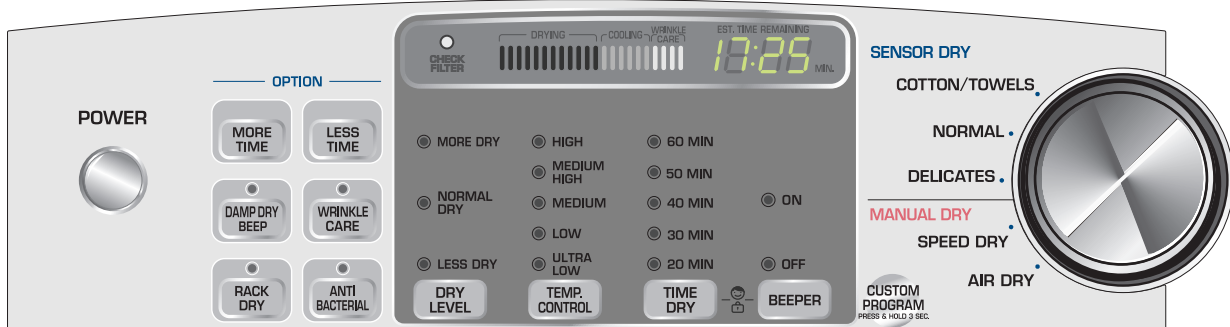 POWER
OPTION
MORE
TIME
LESS
TIME
DAMP DRY
BEEP
WRINKLE
CARE
RACK
DRY
ANTI
BACTERIAL
CHECK
FILTER
DRYING
COOLING
WRINKLE
CARE
EST. TIME REMAINING
17:25
MIN.
MORE DRY
NORMAL
DRY
LESS DRY
DRY
LEVEL
HIGH
MEDIUM
HIGH
MEDIUM
LOW
ULTRA
LOW
TEMP.
CONTROL
60 MIN
50 MIN
40 MIN
30 MIN
20 MIN
TIME
DRY
ON
OFF
BEEPER
SENSOR DRY
COTTON/TOWELS
NORMAL
DELICATES
MANUAL DRY
SPEED DRY
AIR DRY
CUSTOM
PROGRAM
PRESS & HOLD 3 SEC.